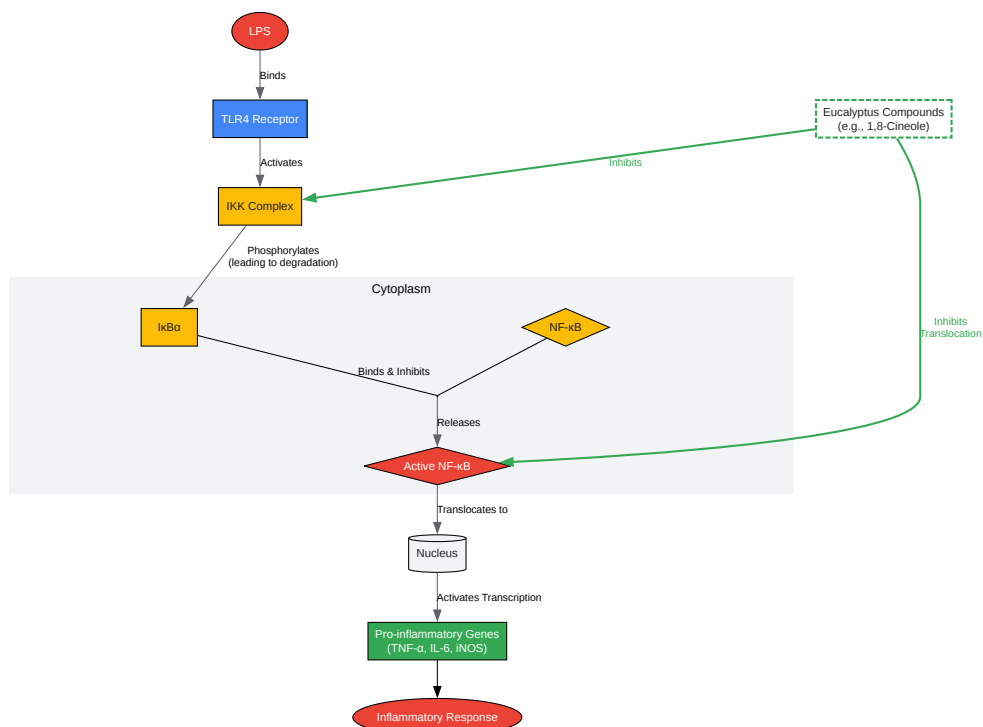 LPS
Binds
TLR4 Receptor
Eucalyptus Compounds
(e.g., 1,8-Cineole)
Activates
Inhibits
IKK Complex
Phosphorylates
(leading to degradation)
Cytoplasm
IκBα
NF-κB
Inhibits
Translocation
Binds & Inhibits
Releases
Active NF-κB
Translocates to
Nucleus
Activates Transcription
Pro-inflammatory Genes
(TNF-α, IL-6, iNOS)
Inflammatory Response